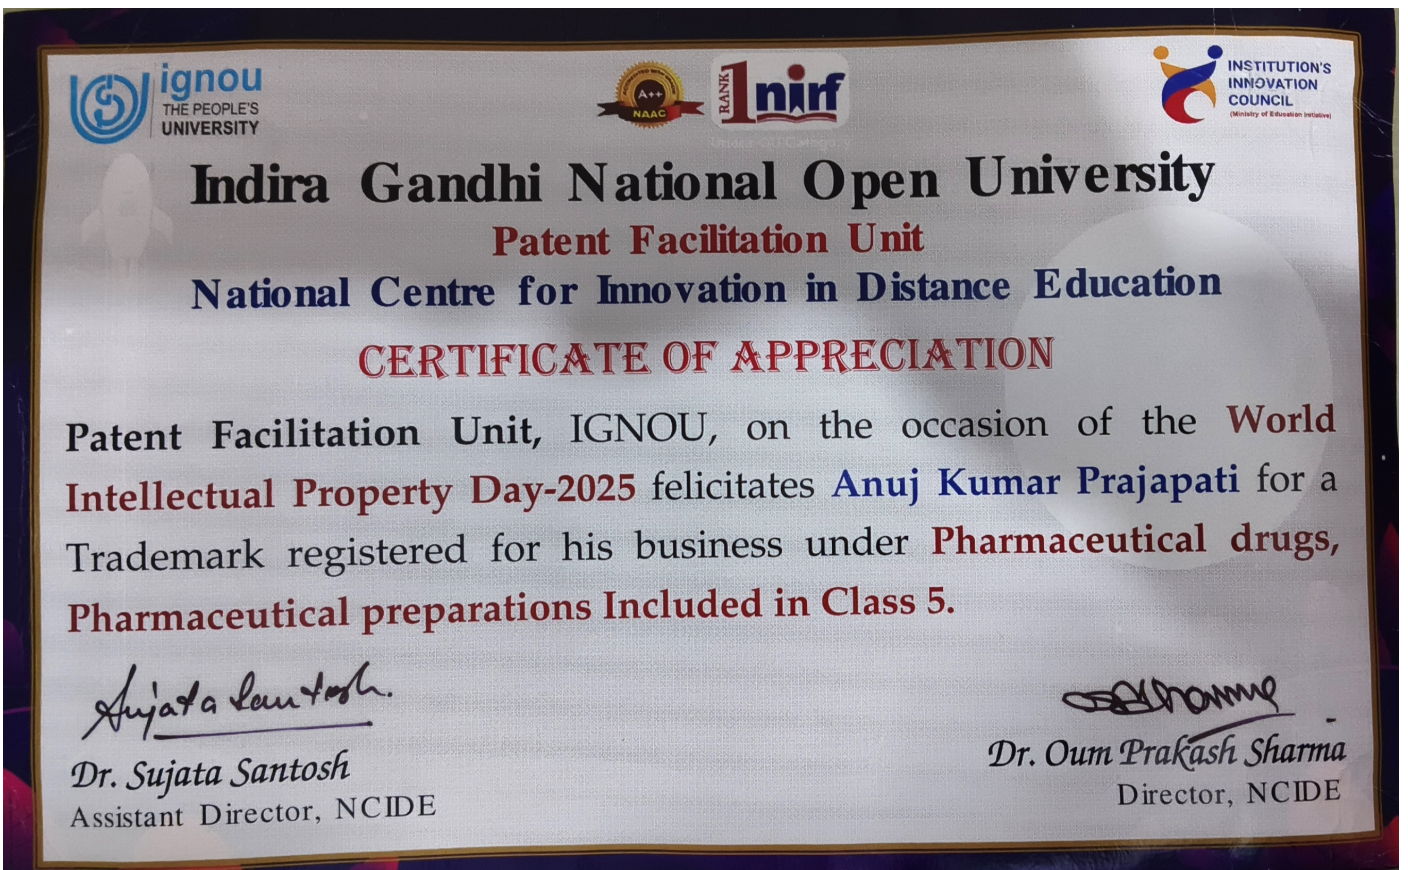 ignou
THE PEOPLE'S
UNIVERSITY
A++
NAAC
RANK 1 nirf
Under OU Category
INSTITUTION'S
INNOVATION
COUNCIL
(Ministry of Education Initiative)
Indira Gandhi National Open University
Patent Facilitation Unit
National Centre for Innovation in Distance Education
CERTIFICATE OF APPRECIATION
Patent Facilitation Unit, IGNOU, on the occasion of the World
Intellectual Property Day-2025 felicitates Anuj Kumar Prajapati for a
Trademark registered for his business under Pharmaceutical drugs,
Pharmaceutical preparations Included in Class 5.
Sujata Santosh.
Dr. Sujata Santosh
Assistant Director, NCIDE
Dr. Oum Prakash Sharma
Director, NCIDE